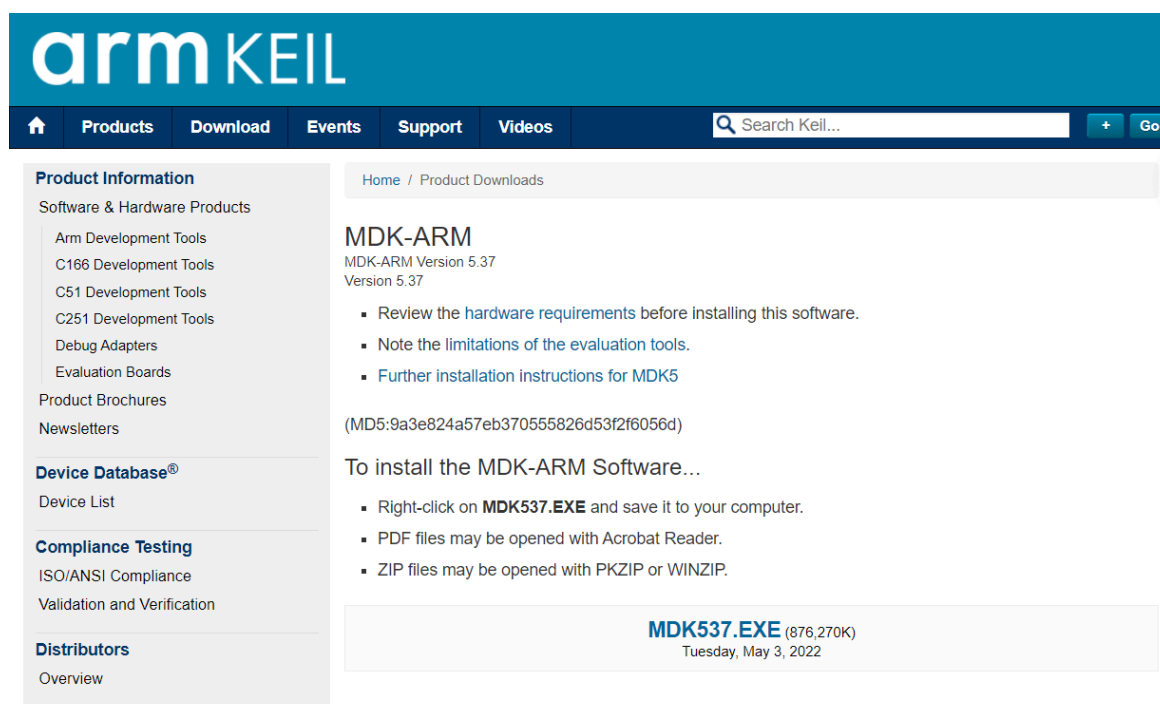 arm KEIL
Products Download Events Support Videos Search Keil... + Go
Product Information
Software & Hardware Products
Arm Development Tools
C166 Development Tools
C51 Development Tools
C251 Development Tools
Debug Adapters
Evaluation Boards
Product Brochures
Newsletters
Device Database®
Device List
Compliance Testing
ISO/ANSI Compliance
Validation and Verification
Distributors
Overview
Home / Product Downloads
MDK-ARM
MDK-ARM Version 5.37
Version 5.37
▪ Review the hardware requirements before installing this software.
▪ Note the limitations of the evaluation tools.
▪ Further installation instructions for MDK5
(MD5:9a3e824a57eb370555826d53f2f6056d)
To install the MDK-ARM Software...
▪ Right-click on MDK537.EXE and save it to your computer.
▪ PDF files may be opened with Acrobat Reader.
▪ ZIP files may be opened with PKZIP or WINZIP.
MDK537.EXE (876,270K)
Tuesday, May 3, 2022